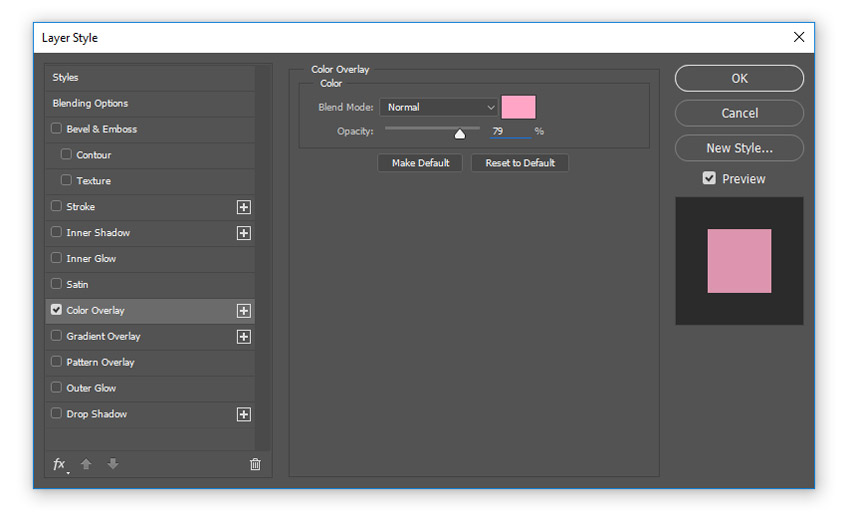 Layer Style
Styles
Blending Options
Bevel & Emboss
Contour
Texture
Stroke
Inner Shadow
Inner Glow
Satin
Color Overlay
Gradient Overlay
Pattern Overlay
Outer Glow
Drop Shadow
fx
Color Overlay
Color
Blend Mode: Normal
Opacity: 79 %
Make Default Reset to Default
OK
Cancel
New Style...
Preview